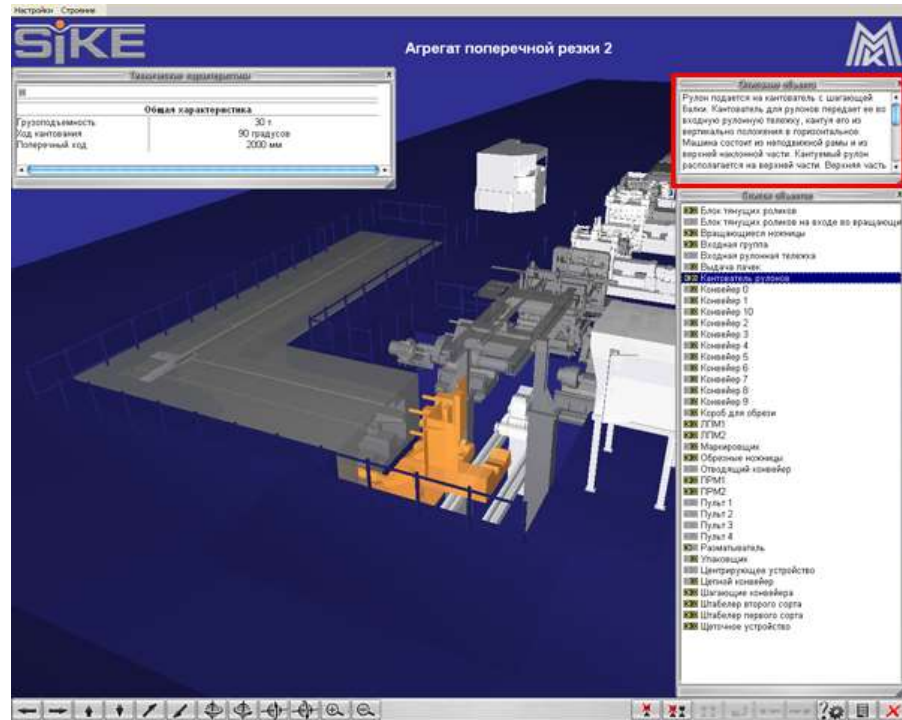 Настройки Строение
SiKE
Агрегат поперечной резки 2
Технические характеристики
Общая характеристика
Грузоподъемность 30 т.
Ход кантования 90 градусов
Поперечный ход 2000 мм
Описание объекта
Рулон подается на кантователь с шагающей
балки. Кантователь для рулонов передает ее во
входную рулонную тележку, кантуя его из
вертикально положения в горизонтальное.
Машина состоит из неподвижной рамы и из
верхней наклонной части. Кантуемый рулон
располагается на верхней части. Верхняя часть
Список объектов
Блок тянущих роликов
Блок тянущих роликов на входе во вращающи
Вращающиеся ножницы
Входная группа
Входная рулонная тележка
Выдача пачек
Кантователь рулонов
Конвейер 0
Конвейер 1
Конвейер 10
Конвейер 2
Конвейер 3
Конвейер 4
Конвейер 5
Конвейер 6
Конвейер 7
Конвейер 8
Конвейер 9
Короб для обрези
ЛПМ1
ЛПМ2
Маркировщик
Обрезные ножницы
Отводящий конвейер
ПРМ1
ПРМ2
Пульт 1
Пульт 2
Пульт 3
Пульт 4
Разматыватель
Упаковщик
Центрирующее устройство
Цепной конвейер
Шагающие конвейера
Штабелер второго сорта
Штабелер первого сорта
Щеточное устройство